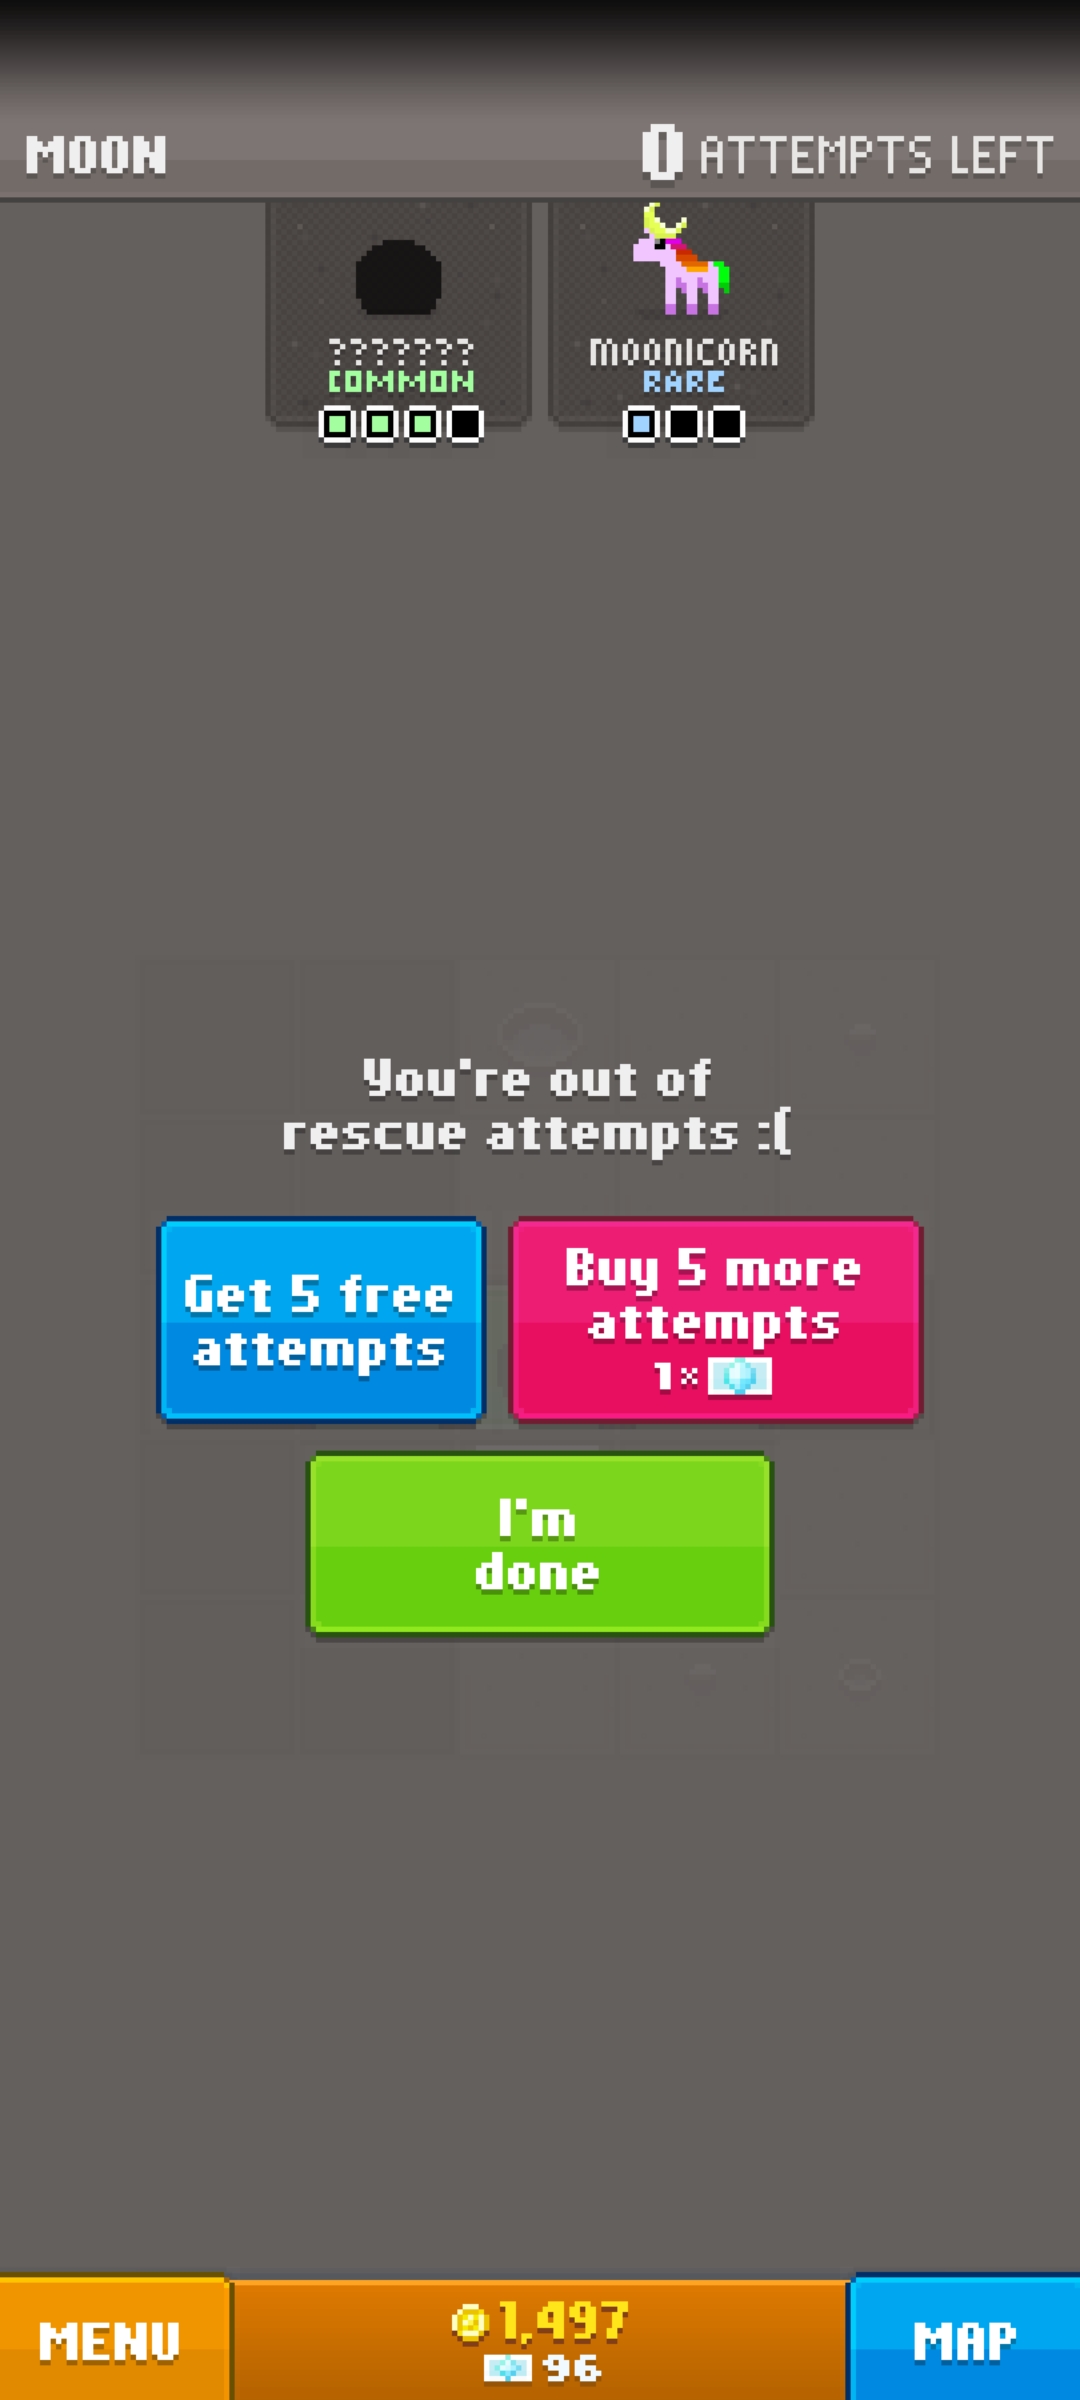 MOON
0 ATTEMPTS LEFT
???????
COMMON
MOONICORN
RARE
You're out of
rescue attempts :(
Get 5 free
attempts
Buy 5 more
attempts
1×
I'm
done
MENU
1,497
96
MAP